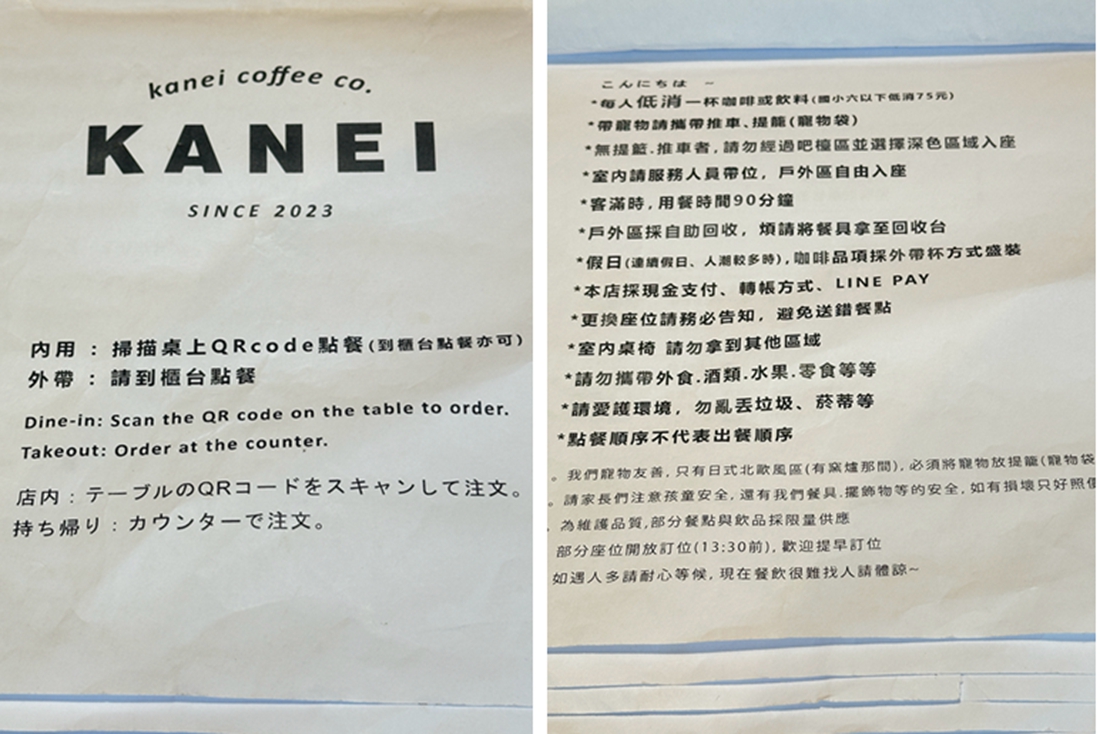 kanei coffee co.
KANEI
SINCE 2023
內用 : 掃描桌上QRcode點餐(到櫃台點餐亦可)
外帶 : 請到櫃台點餐
Dine-in: Scan the QR code on the table to order.
Takeout: Order at the counter.
店内 : テーブルのQRコードをスキャンして注文。
持ち帰り : カウンターで注文。
こんにちは ~
*每人低消一杯咖啡或飲料(國小六以下低消75元)
*帶寵物請攜帶推車、提籠(寵物袋)
*無提籃.推車者, 請勿經過吧檯區並選擇深色區域入座
*室內請服務人員帶位, 戶外區自由入座
*客滿時, 用餐時間90分鐘
*戶外區採自助回收, 煩請將餐具拿至回收台
*假日(連續假日、人潮較多時), 咖啡品項採外帶杯方式盛裝
*本店採現金支付、轉帳方式、LINE PAY
*更換座位請務必告知, 避免送錯餐點
*室內桌椅 請勿拿到其他區域
*請勿攜帶外食.酒類.水果.零食等等
*請愛護環境, 勿亂丟垃圾、菸蒂等等
*點餐順序不代表出餐順序
。我們寵物友善, 只有日式北歐風區(有窯爐那間), 必須將寵物放提籠(寵物袋
。請家長們注意孩童安全, 還有我們餐具.擺飾物等的安全, 如有損壞只好照價
. 為維護品質, 部分餐點與飲品採限量供應
部分座位開放訂位(13:30前), 歡迎提早訂位
如遇人多請耐心等候, 現在餐飲很難找人請體諒~